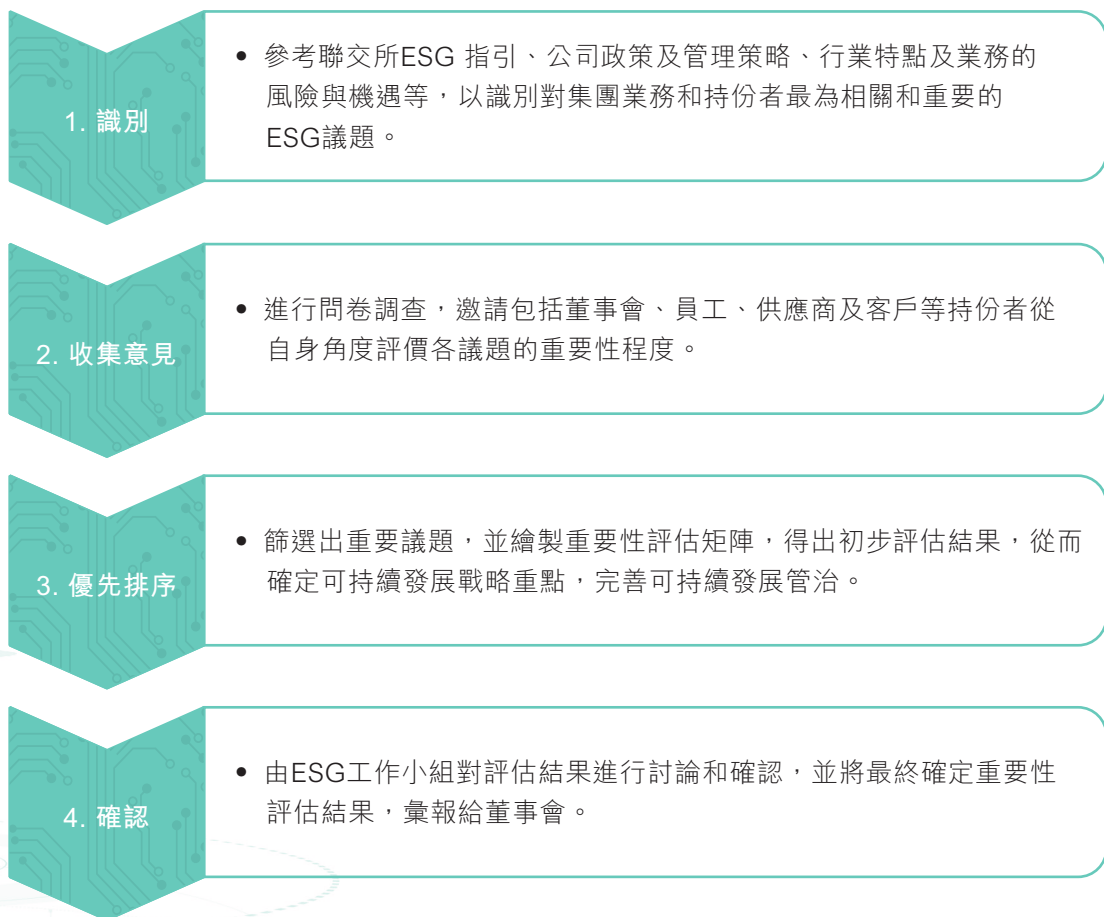 1. 識別
• 參考聯交所ESG 指引、公司政策及管理策略、行業特點及業務的
風險與機遇等，以識別對集團業務和持份者最為相關和重要的
ESG議題。
2. 收集意見
• 進行問卷調查，邀請包括董事會、員工、供應商及客戶等持份者從
自身角度評價各議題的重要性程度。
3. 優先排序
• 篩選出重要議題，並繪製重要性評估矩陣，得出初步評估結果，從而
確定可持續發展戰略重點，完善可持續發展管治。
4. 確認
• 由ESG工作小組對評估結果進行討論和確認，並將最終確定重要性
評估結果，彙報給董事會。